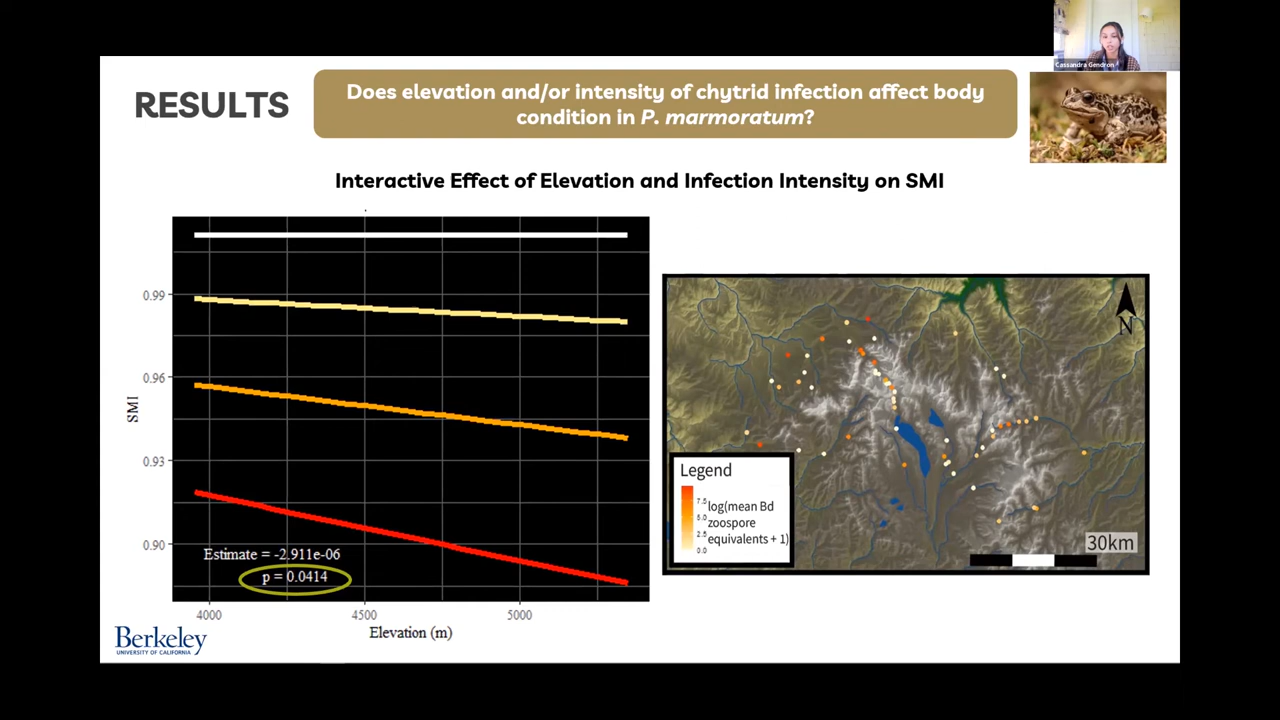 Cassandra Gendron
RESULTS
Does elevation and/or intensity of chytrid infection affect body
condition in P. marmoratum?
Interactive Effect of Elevation and Infection Intensity on SMI
0.99
0.96
0.93
0.90
SMI
Estimate = -2.911e-06
p = 0.0414
4000
4500
5000
Elevation (m)
N
Legend
7.5
5.0
2.5
0.0
log(mean Bd
zoospore
equivalents + 1)
30km
Berkeley
UNIVERSITY OF CALIFORNIA